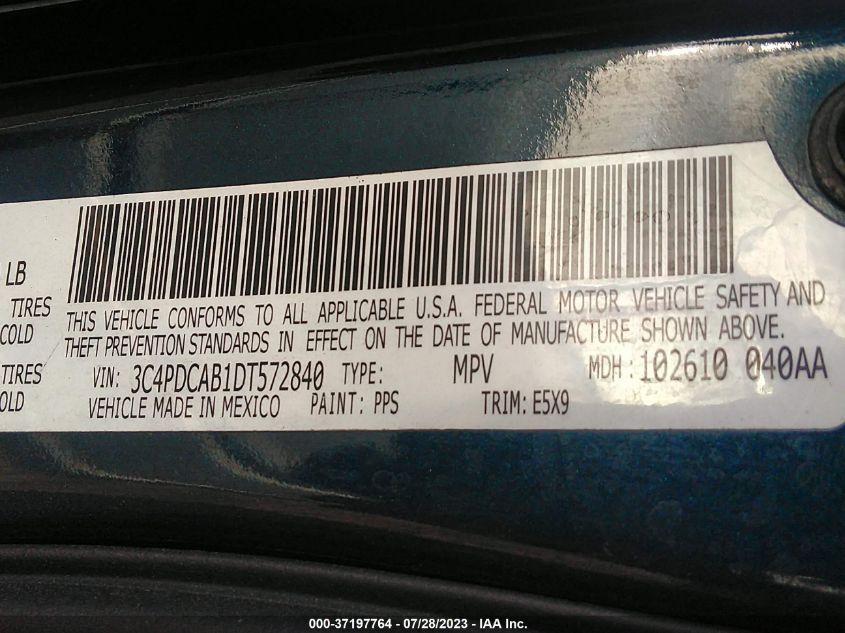 LB
TIRES
COLD
THIS VEHICLE CONFORMS TO ALL APPLICABLE U.S.A. FEDERAL MOTOR VEHICLE SAFETY AND
THEFT PREVENTION STANDARDS IN EFFECT ON THE DATE OF MANUFACTURE SHOWN ABOVE.
TIRES
OLD
VIN: 3C4PDCAB1DT572840 TYPE: MPV MDH: 102610 040AA
VEHICLE MADE IN MEXICO PAINT: PPS TRIM: E5X9
000-37197764 - 07/28/2023 - IAA Inc.